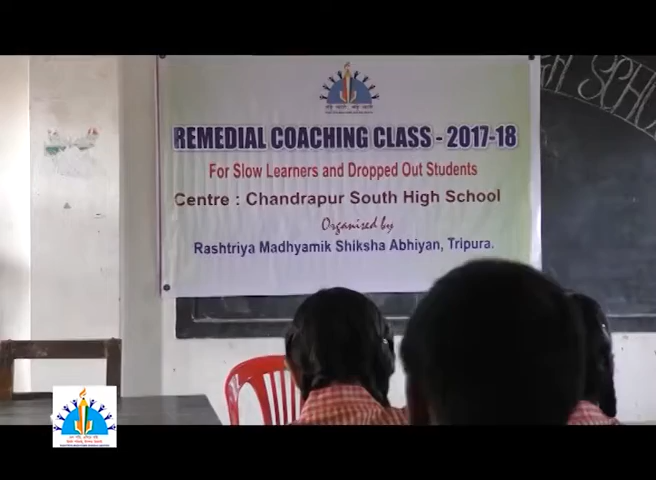 REMEDIAL COACHING CLASS - 2017-18
For Slow Learners and Dropped Out Students
Centre : Chandrapur South High School
Organised by
Rashtriya Madhyamik Shiksha Abhiyan, Tripura.
SCHOOL